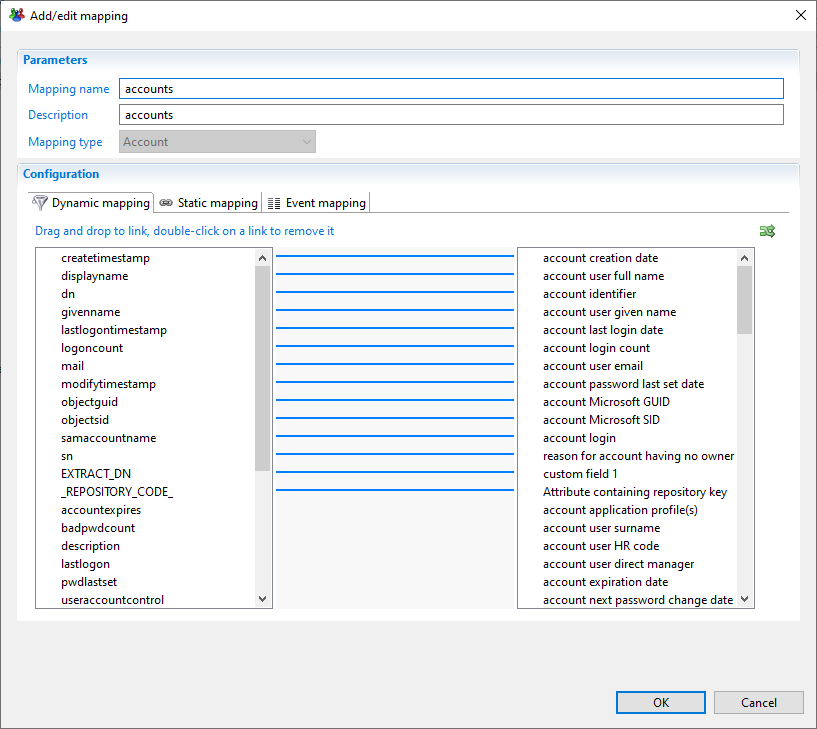 Add/edit mapping
Parameters
Mapping name accounts
Description accounts
Mapping type Account
Configuration
Dynamic mapping Static mapping Event mapping
Drag and drop to link, double-click on a link to remove it
createtimestamp account creation date
displayname account user full name
dn account identifier
givenname account user given name
lastlogontimestamp account last login date
logoncount account login count
mail account user email
modifytimestamp account password last set date
objectguid account Microsoft GUID
objectsid account Microsoft SID
samaccountname account login
sn reason for account having no owner
EXTRACT_DN custom field 1
_REPOSITORY_CODE_ Attribute containing repository key
accountexpires account application profile(s)
badpwdcount account user surname
description account user HR code
lastlogon account user direct manager
pwdlastset account expiration date
useraccountcontrol account next password change date
OK Cancel